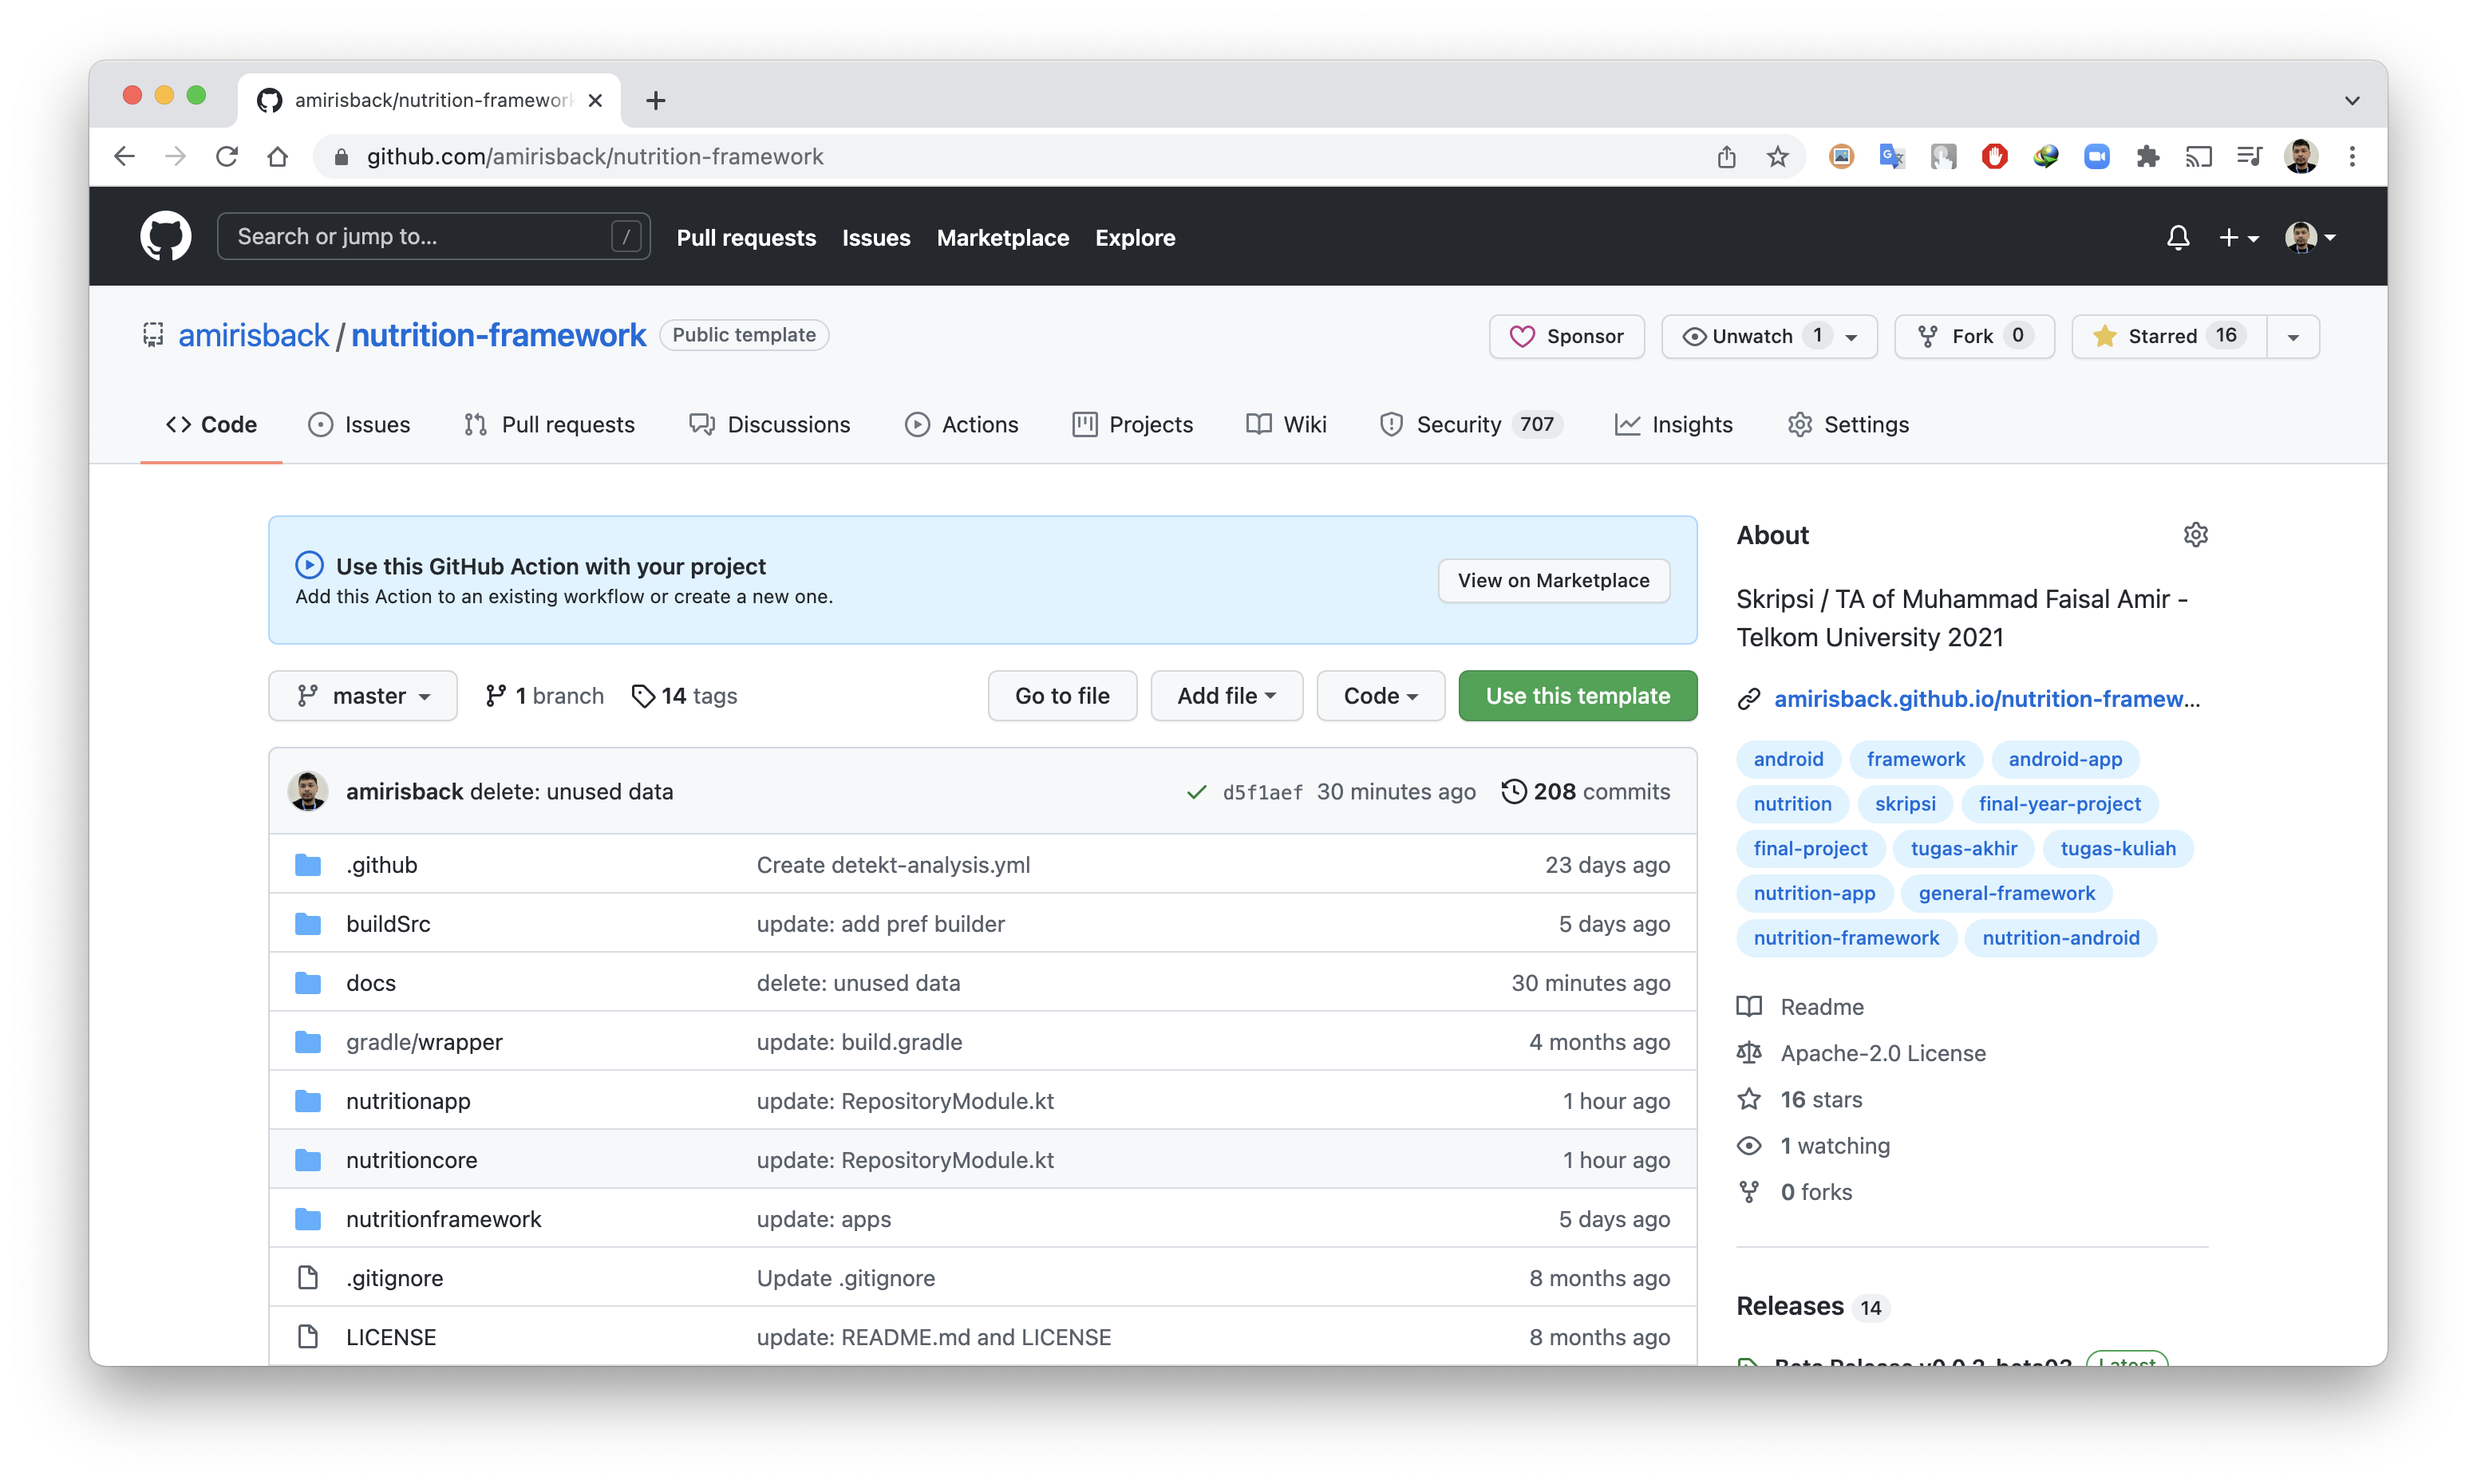 amirisback/nutrition-framework
github.com/amirisback/nutrition-framework
Search or jump to... /
Pull requests Issues Marketplace Explore
amirisback / nutrition-framework Public template
Sponsor Unwatch 1 Fork 0 Starred 16
Code Issues Pull requests Discussions Actions Projects Wiki Security 707 Insights Settings
Use this GitHub Action with your project
Add this Action to an existing workflow or create a new one.
View on Marketplace
master 1 branch 14 tags Go to file Add file Code Use this template
amirisback delete: unused data d5f1aef 30 minutes ago 208 commits
.github Create detekt-analysis.yml 23 days ago
buildSrc update: add pref builder 5 days ago
docs delete: unused data 30 minutes ago
gradle/wrapper update: build.gradle 4 months ago
nutritionapp update: RepositoryModule.kt 1 hour ago
nutritioncore update: RepositoryModule.kt 1 hour ago
nutritionframework update: apps 5 days ago
.gitignore Update .gitignore 8 months ago
LICENSE update: README.md and LICENSE 8 months ago
About
Skripsi / TA of Muhammad Faisal Amir -
Telkom University 2021
amirisback.github.io/nutrition-framew...
android framework android-app
nutrition skripsi final-year-project
final-project tugas-akhir tugas-kuliah
nutrition-app general-framework
nutrition-framework nutrition-android
Readme
Apache-2.0 License
16 stars
1 watching
0 forks
Releases 14
Beta Release Latest